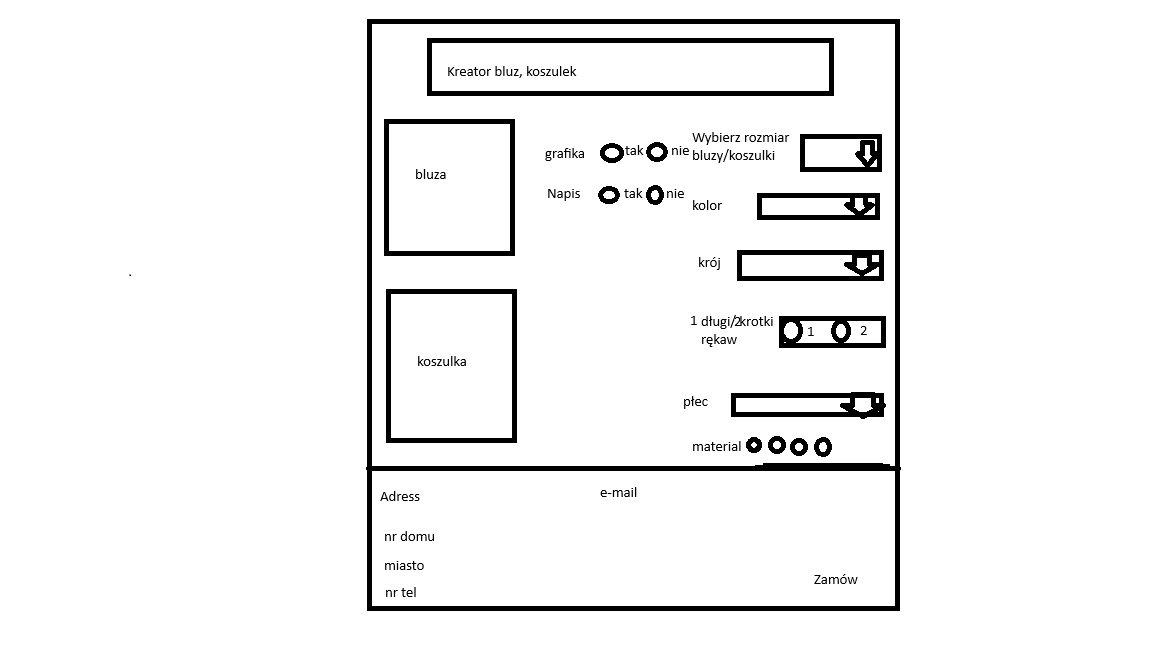 Kreator bluz, koszulek
bluza
grafika tak nie
Napis tak nie
Wybierz rozmiar
bluzy/koszulki
kolor
krój
1 długi/2krotki
rękaw
1 2
koszulka
płec
material
Adress
e-mail
nr domu
miasto
nr tel
Zamów